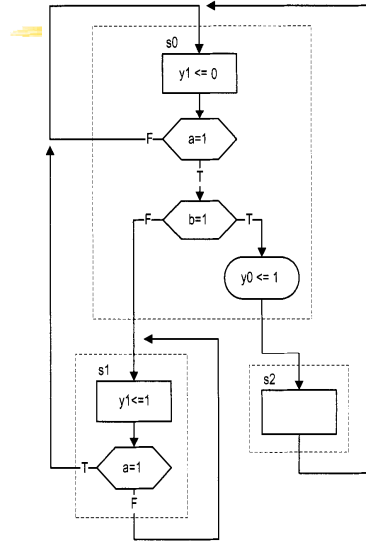 s0
y1 <= 0
F
a=1
T
F
b=1
T
y0 <= 1
s1
y1<=1
s2
T
a=1
F